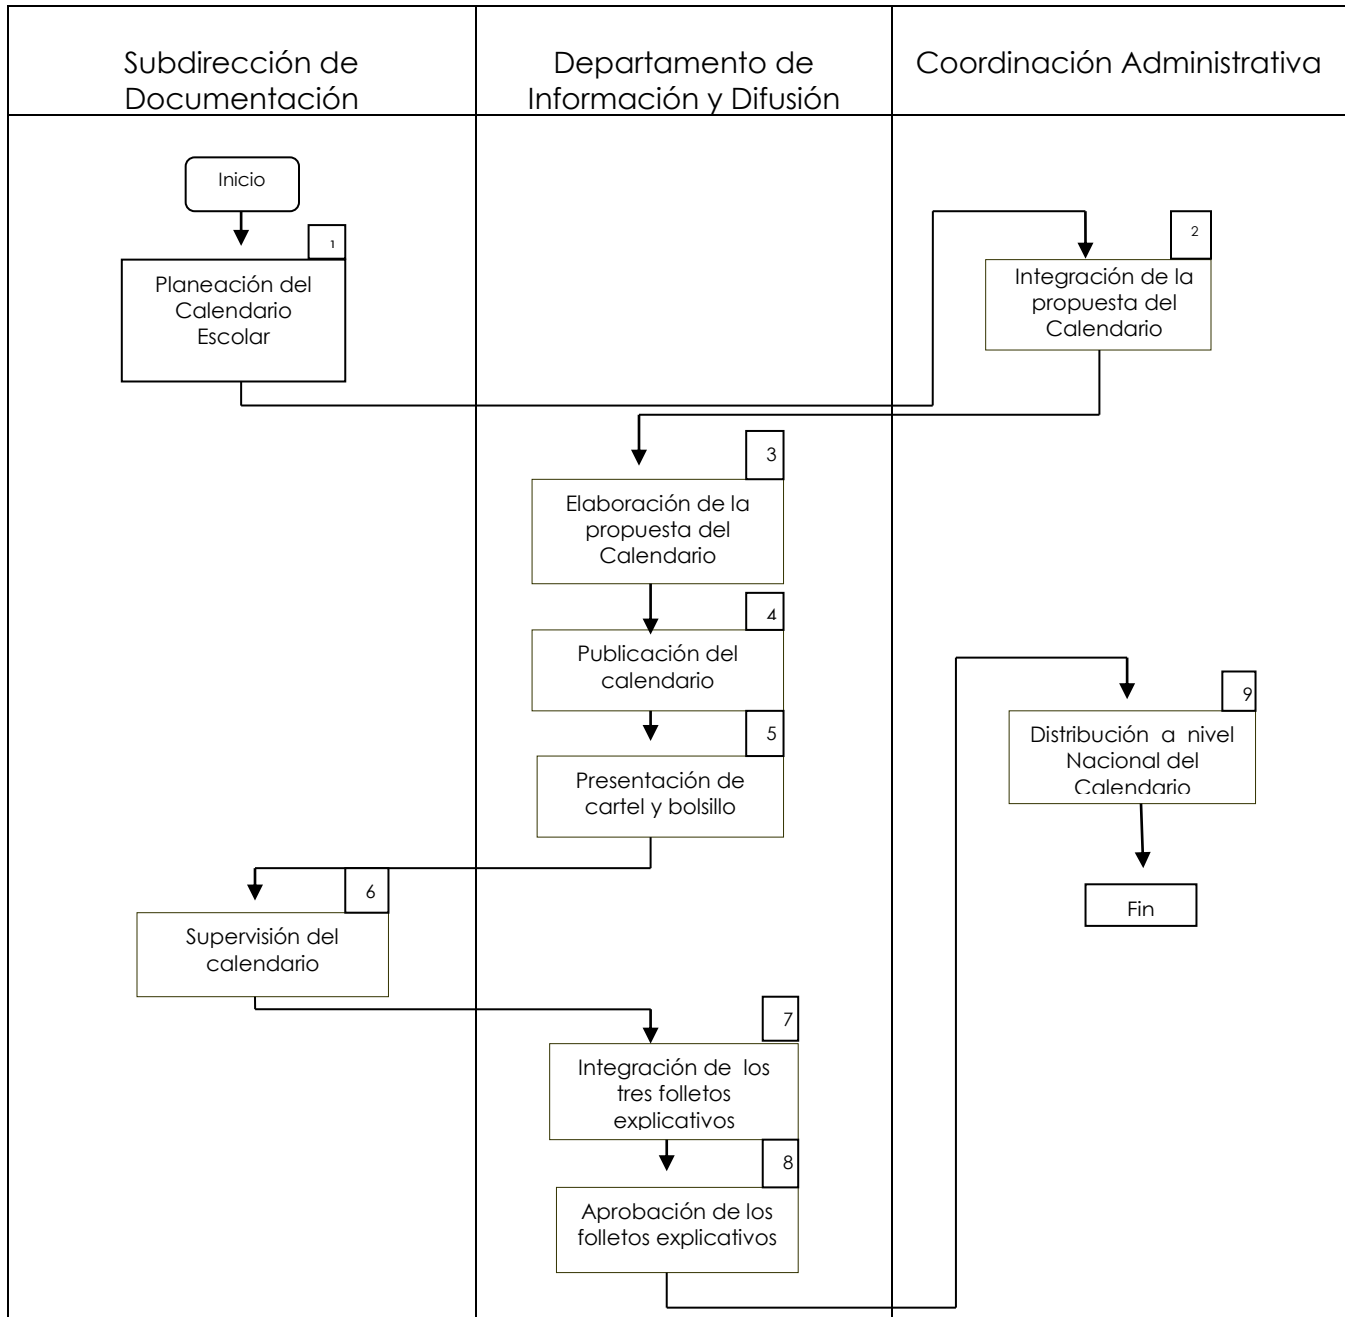 Subdirección de
Documentación
Departamento de
Información y Difusión
Coordinación Administrativa
Inicio
1
Planeación del
Calendario
Escolar
2
Integración de la
propuesta del
Calendario
3
Elaboración de la
propuesta del
Calendario
4
Publicación del
calendario
5
Presentación de
cartel y bolsillo
6
Supervisión del
calendario
7
Integración de los
tres folletos
explicativos
8
Aprobación de los
folletos explicativos
9
Distribución a nivel
Nacional del
Calendario
Fin